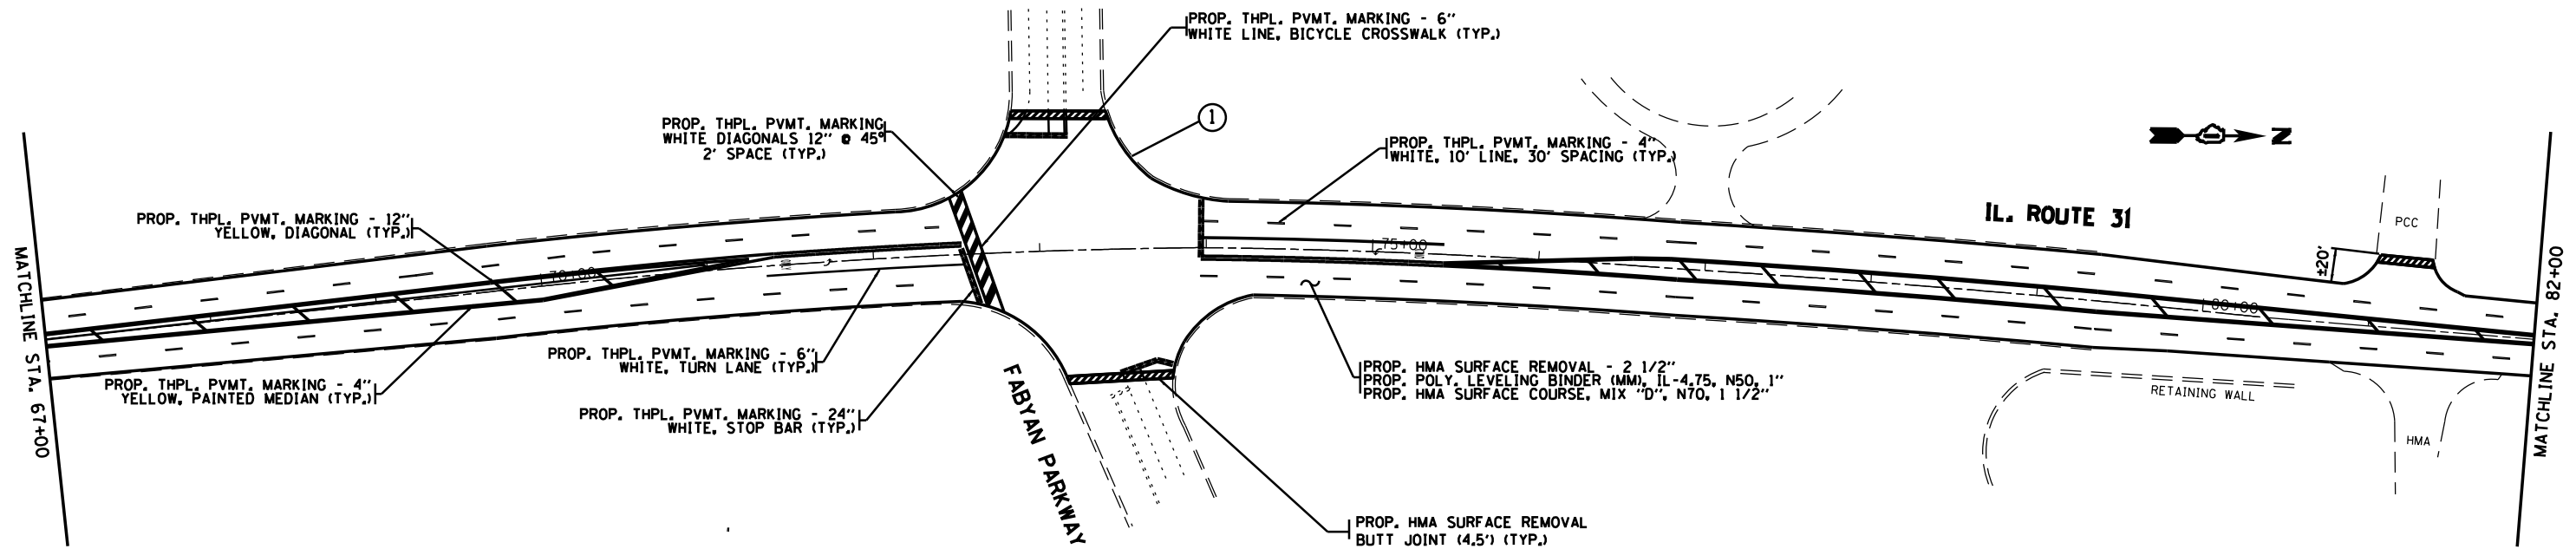 PROP. THPL. PVMT. MARKING - 6"
WHITE LINE, BICYCLE CROSSWALK (TYP.)
1
PROP. THPL. PVMT. MARKING
WHITE DIAGONALS 12" @ 45°
2' SPACE (TYP.)
PROP. THPL. PVMT. MARKING - 4"
WHITE, 10' LINE, 30' SPACING (TYP.)
N
PROP. THPL. PVMT. MARKING - 12"
YELLOW, DIAGONAL (TYP.)
IL. ROUTE 31
PCC
±20'
75+00
70+00
80+00
MATCHLINE STA. 67+00
MATCHLINE STA. 82+00
PROP. THPL. PVMT. MARKING - 6"
WHITE, TURN LANE (TYP.)
PROP. THPL. PVMT. MARKING - 4"
YELLOW, PAINTED MEDIAN (TYP.)
PROP. THPL. PVMT. MARKING - 24"
WHITE, STOP BAR (TYP.)
FABYAN PARKWAY
PROP. HMA SURFACE REMOVAL - 2 1/2"
PROP. POLY. LEVELING BINDER (MM), IL-4.75, N50, 1"
PROP. HMA SURFACE COURSE, MIX "D", N70, 1 1/2"
RETAINING WALL
HMA
PROP. HMA SURFACE REMOVAL
BUTT JOINT (4.5') (TYP.)